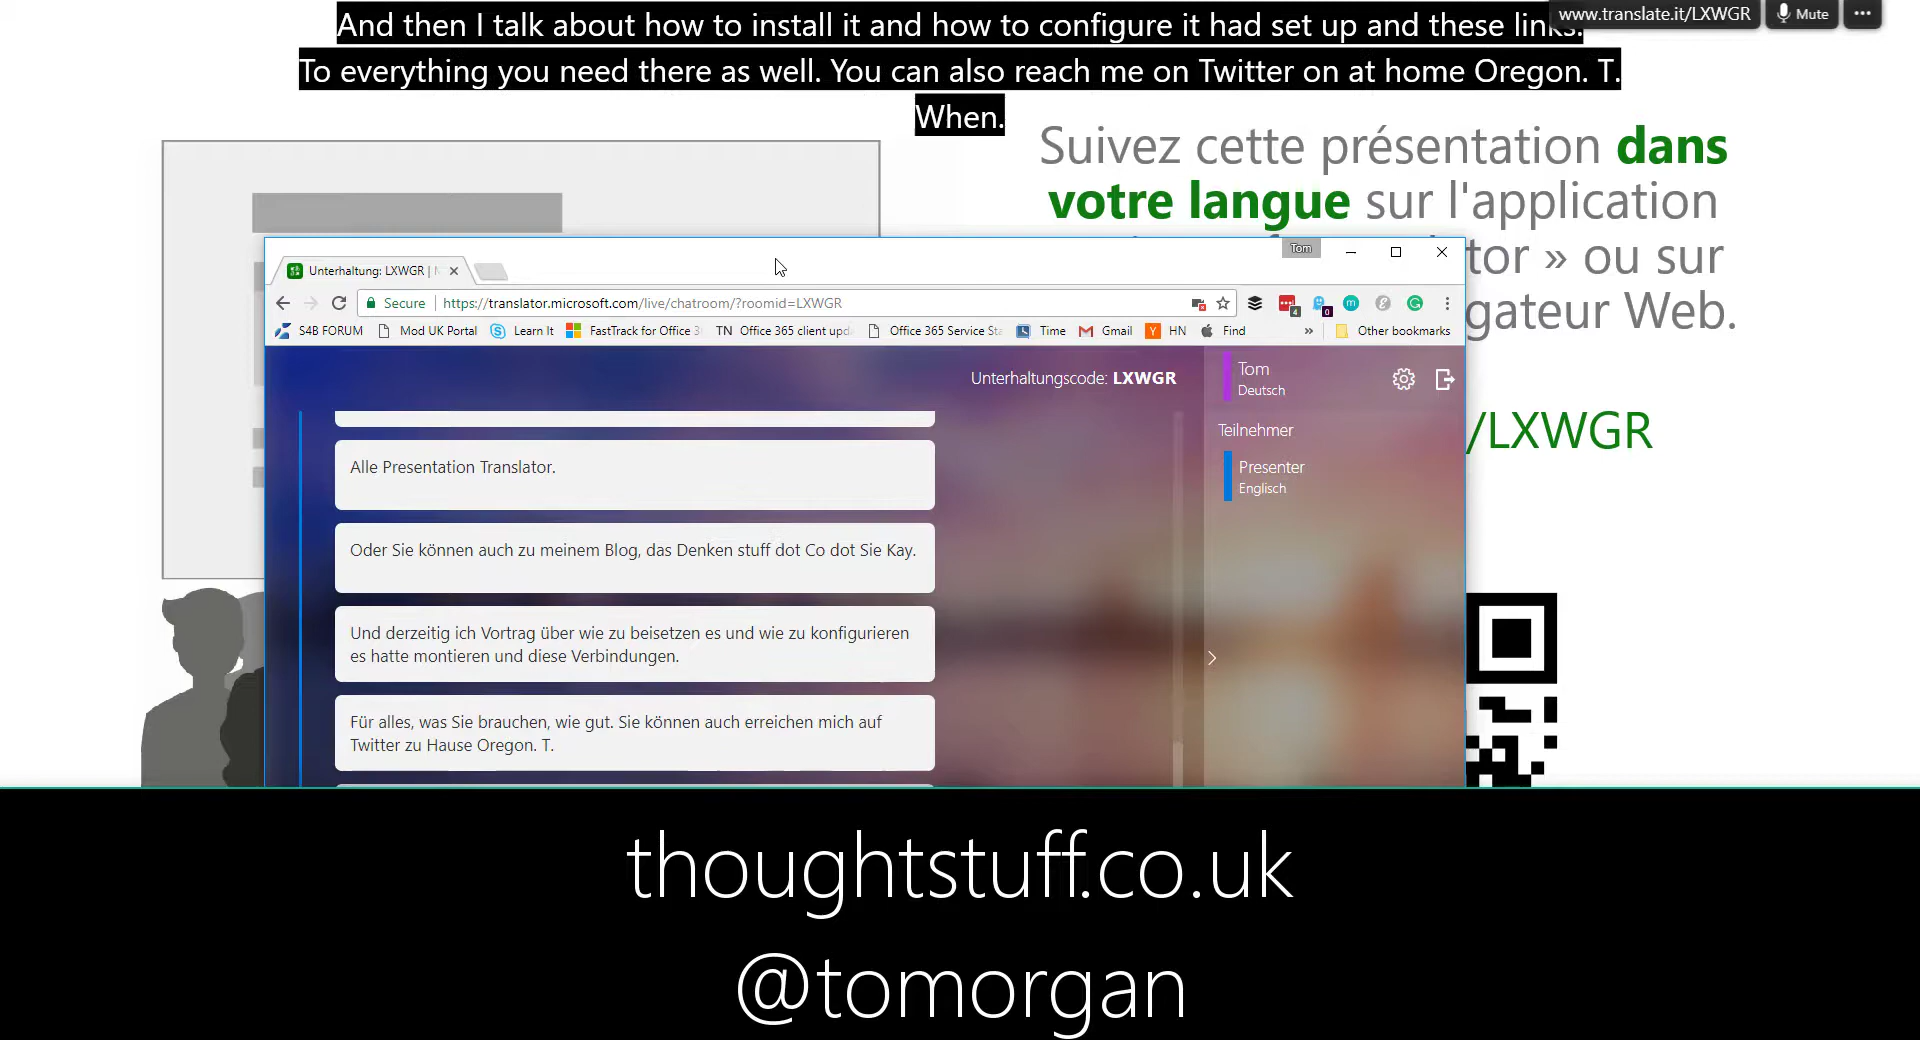 And then I talk about how to install it and how to configure it had set up and these links.
To everything you need there as well. You can also reach me on Twitter on at home Oregon. T.
When.
www.translate.it/LXWGR
Mute
Suivez cette présentation dans
votre langue sur l'application
tor » ou sur
gateur Web.
/LXWGR
Tom
Unterhaltung: LXWGR |
Secure
https://translator.microsoft.com/live/chatroom/?roomid=LXWGR
4
0
S4B FORUM
Mod UK Portal
Learn It
FastTrack for Office 3
TN Office 365 client upd
Office 365 Service Sta
Time
Gmail
Y HN
Find
»
Other bookmarks
Unterhaltungscode: LXWGR
Tom
Deutsch
Teilnehmer
Presenter
Englisch
Alle Presentation Translator.
Oder Sie können auch zu meinem Blog, das Denken stuff dot Co dot Sie Kay.
Und derzeitig ich Vortrag über wie zu beisetzen es und wie zu konfigurieren
es hatte montieren und diese Verbindungen.
Für alles, was Sie brauchen, wie gut. Sie können auch erreichen mich auf
Twitter zu Hause Oregon. T.
thoughtstuff.co.uk
@tomorgan